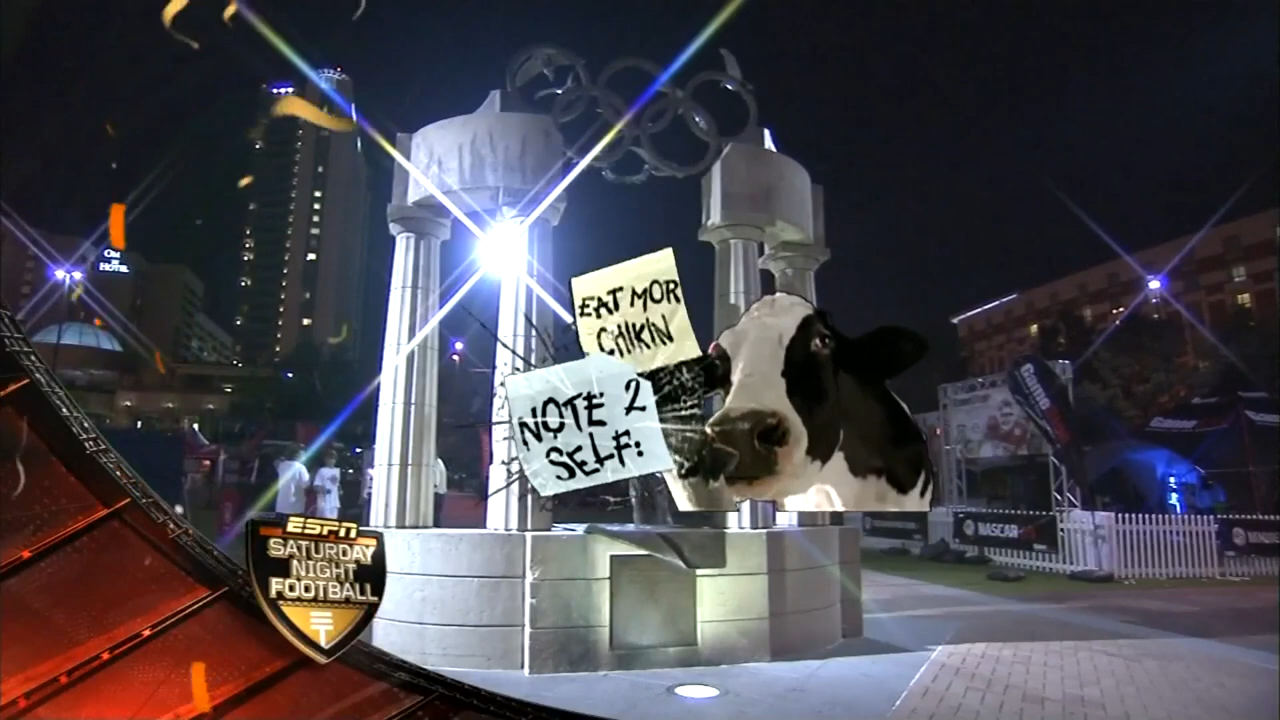 OMNI HOTEL
EAT MOR
CHIKIN
NOTE 2
SELF:
ESPN
SATURDAY
NIGHT
FOOTBALL
NASCAR